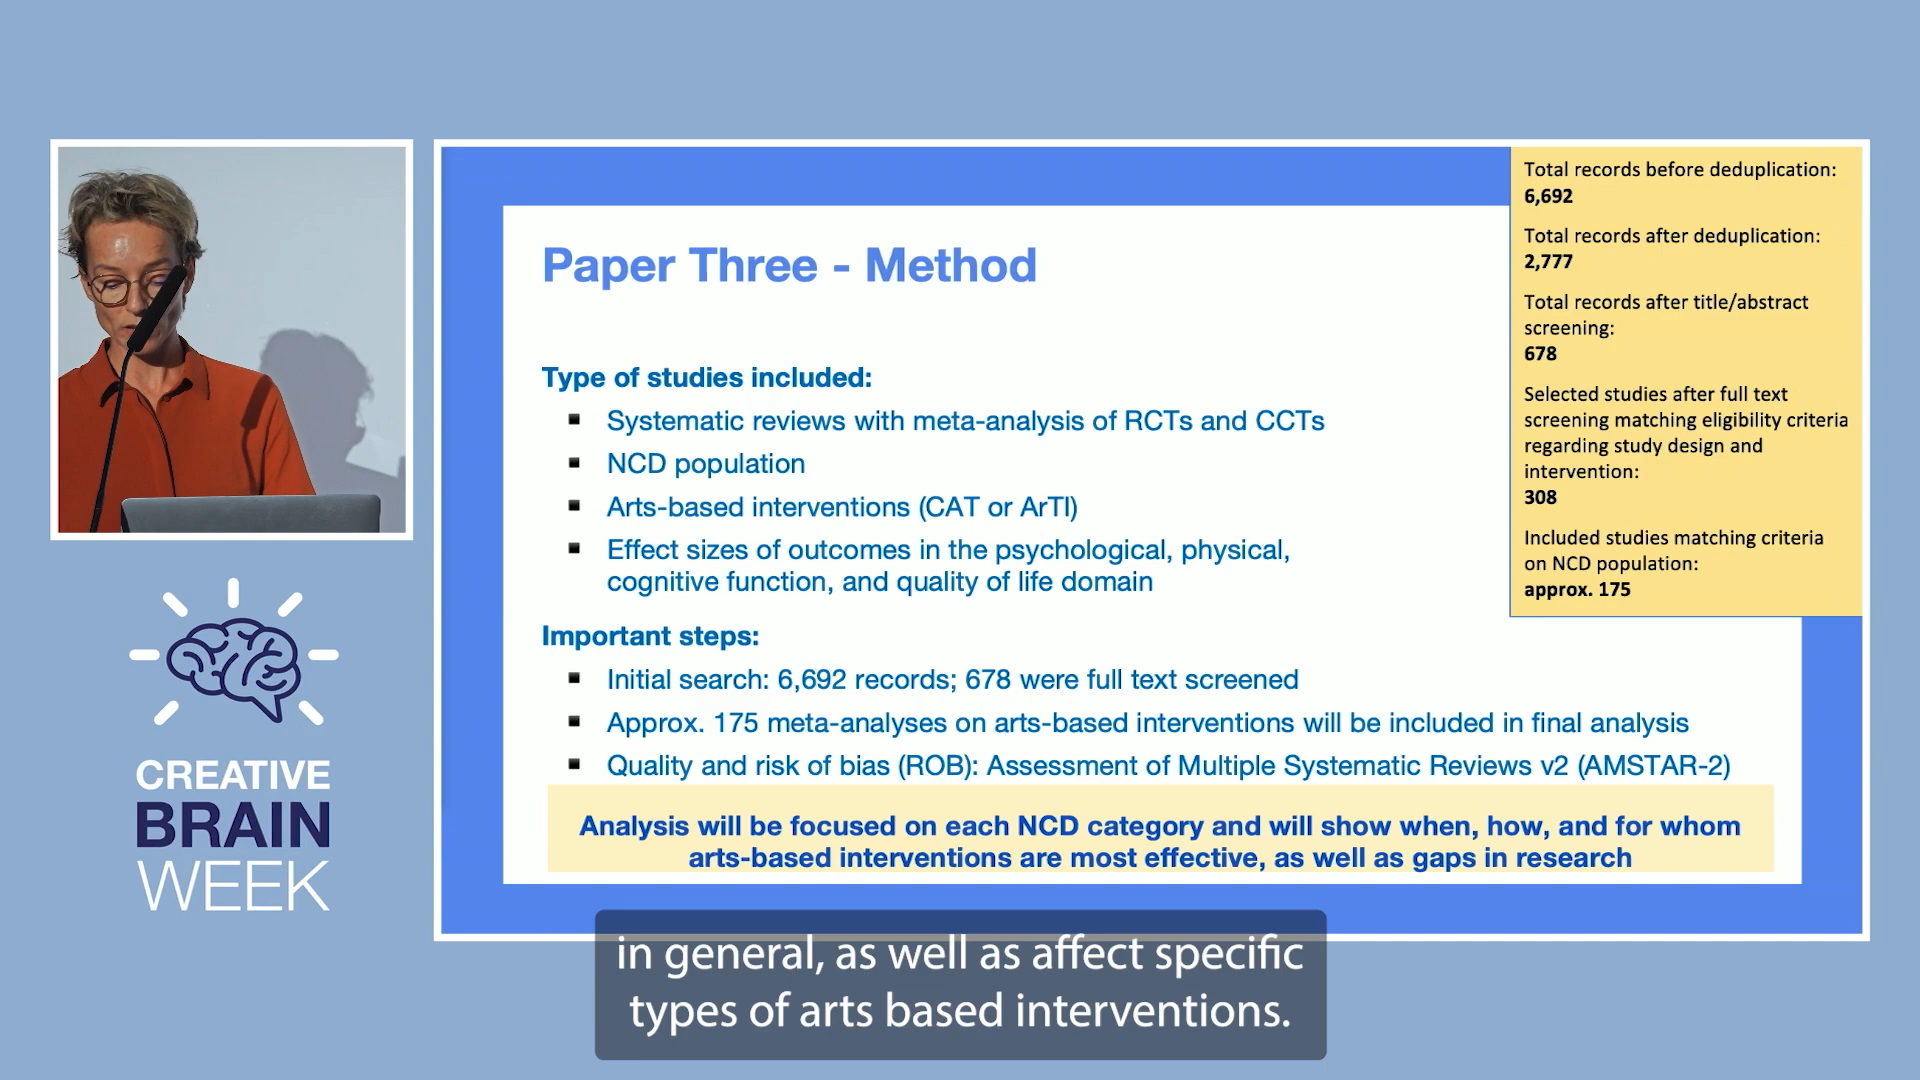 Paper Three - Method
Type of studies included:
Systematic reviews with meta-analysis of RCTs and CCTs
NCD population
Arts-based interventions (CAT or ArTI)
Effect sizes of outcomes in the psychological, physical,
cognitive function, and quality of life domain
Important steps:
Initial search: 6,692 records; 678 were full text screened
Approx. 175 meta-analyses on arts-based interventions will be included in final analysis
Quality and risk of bias (ROB): Assessment of Multiple Systematic Reviews v2 (AMSTAR-2)
Analysis will be focused on each NCD category and will show when, how, and for whom
arts-based interventions are most effective, as well as gaps in research
Total records before deduplication:
6,692
Total records after deduplication:
2,777
Total records after title/abstract
screening:
678
Selected studies after full text
screening matching eligibility criteria
regarding study design and
intervention:
308
Included studies matching criteria
on NCD population:
approx. 175
CREATIVE
BRAIN
WEEK
in general, as well as affect specific
types of arts based interventions.